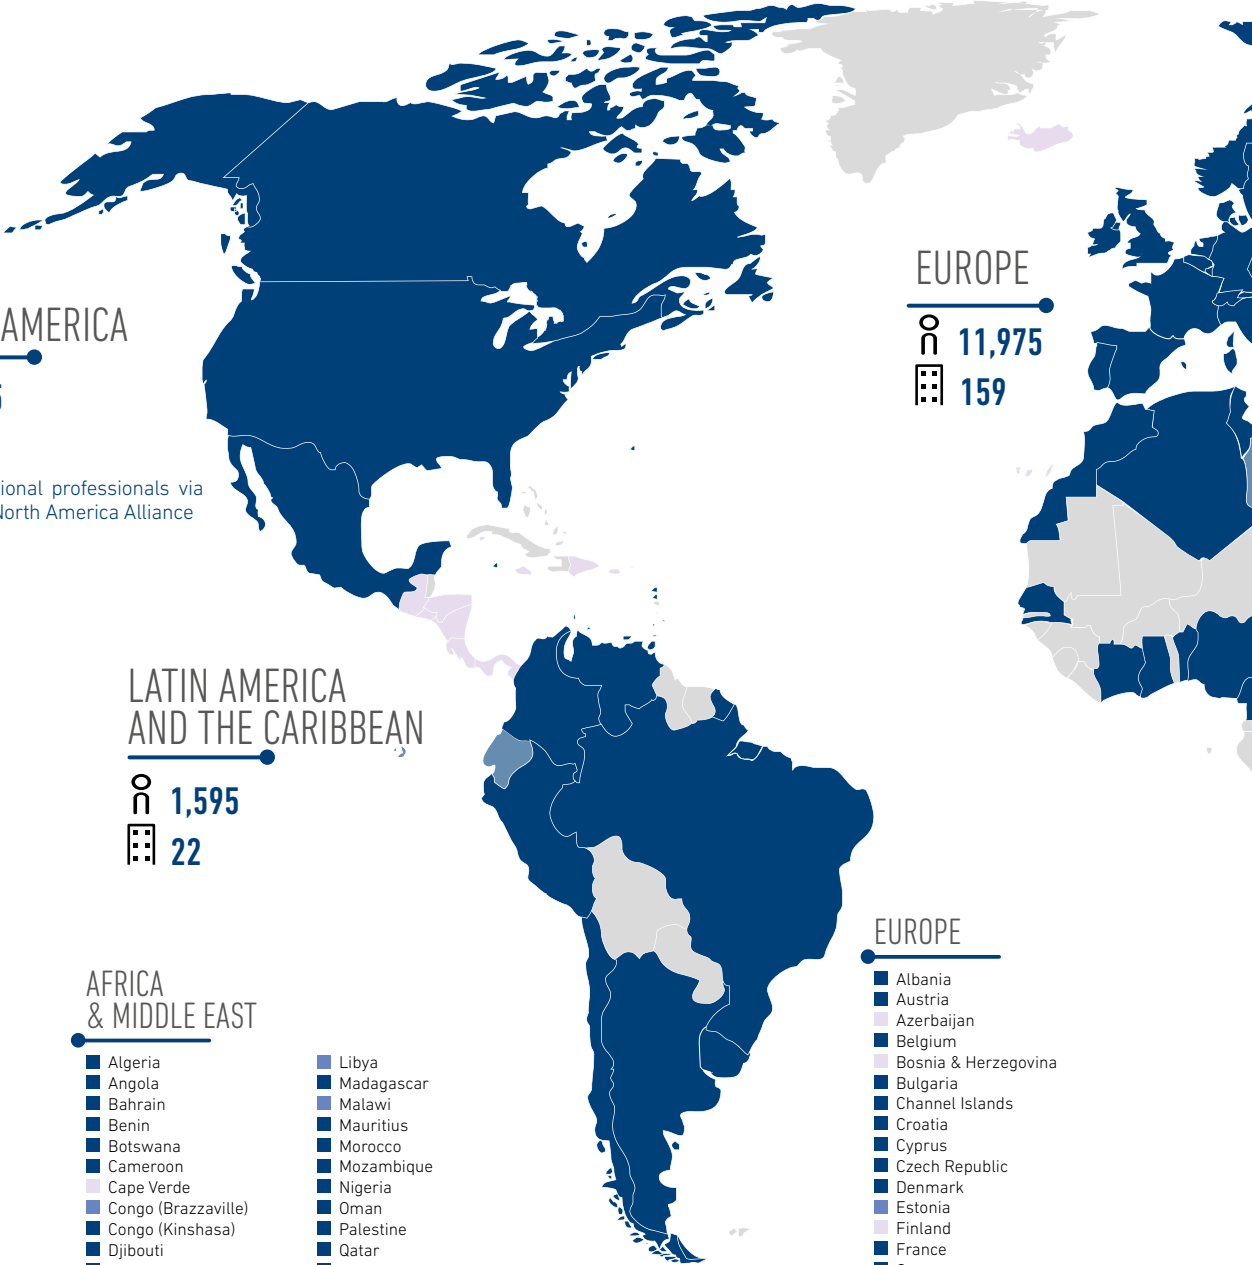 AMERICA
ional professionals via
North America Alliance
EUROPE
11,975
159
LATIN AMERICA
AND THE CARIBBEAN
1,595
22
AFRICA
& MIDDLE EAST
Algeria
Angola
Bahrain
Benin
Botswana
Cameroon
Cape Verde
Congo (Brazzaville)
Congo (Kinshasa)
Djibouti
Libya
Madagascar
Malawi
Mauritius
Morocco
Mozambique
Nigeria
Oman
Palestine
Qatar
EUROPE
Albania
Austria
Azerbaijan
Belgium
Bosnia & Herzegovina
Bulgaria
Channel Islands
Croatia
Cyprus
Czech Republic
Denmark
Estonia
Finland
France